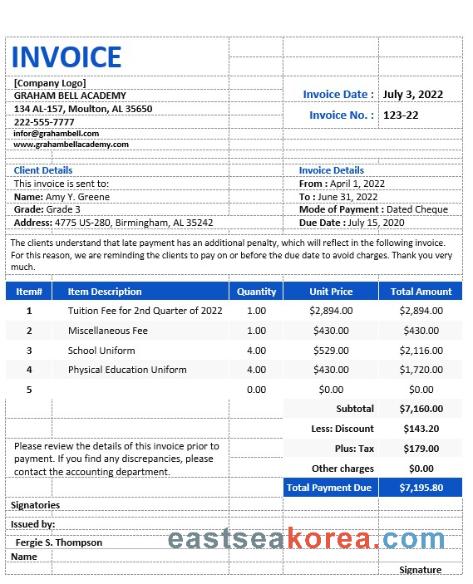 INVOICE
[Company Logo]
GRAHAM BELL ACADEMY
134 AL-157, Moulton, AL 35650
222-555-7777
infor@grahambell.com
www.grahambellacademy.com
Invoice Date : July 3, 2022
Invoice No. : 123-22
Client Details
This invoice is sent to:
Name: Amy Y. Greene
Grade: Grade 3
Address: 4775 US-280, Birmingham, AL 35242
Invoice Details
From : April 1, 2022
To : June 31, 2022
Mode of Payment : Dated Cheque
Due Date : July 15, 2020
The clients understand that late payment has an additional penalty, which will reflect in the following invoice.
For this reason, we are reminding the clients to pay on or before the due date to avoid charges. Thank you very
much.
Item# Item Description Quantity Unit Price Total Amount
1 Tuition Fee for 2nd Quarter of 2022 1.00 $2,894.00 $2,894.00
2 Miscellaneous Fee 1.00 $430.00 $430.00
3 School Uniform 4.00 $529.00 $2,116.00
4 Physical Education Uniform 4.00 $430.00 $1,720.00
5 0.00 $0.00 $0.00
Subtotal $7,160.00
Less: Discount $143.20
Plus: Tax $179.00
Other charges $0.00
Total Payment Due $7,195.80
Please review the details of this invoice prior to
payment. If you find any discrepancies, please
contact the accounting department.
Signatories
Issued by:
Fergie S. Thompson
Name
Signature
eastseakorea.com